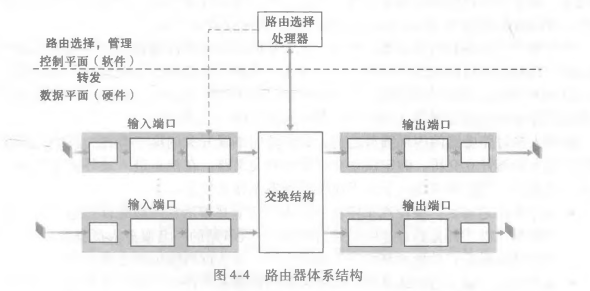 路由选择
处理器
路由选择，管理
控制平面（软件）
转发
数据平面（硬件）
输入端口
输出端口
交换结构
输入端口
输出端口
图4-4 路由器体系结构